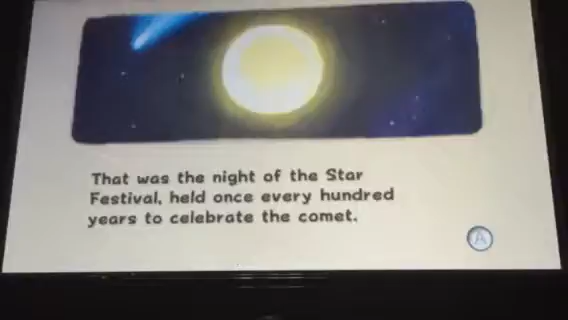 That was the night of the Star
Festival, held once every hundred
years to celebrate the comet.
A